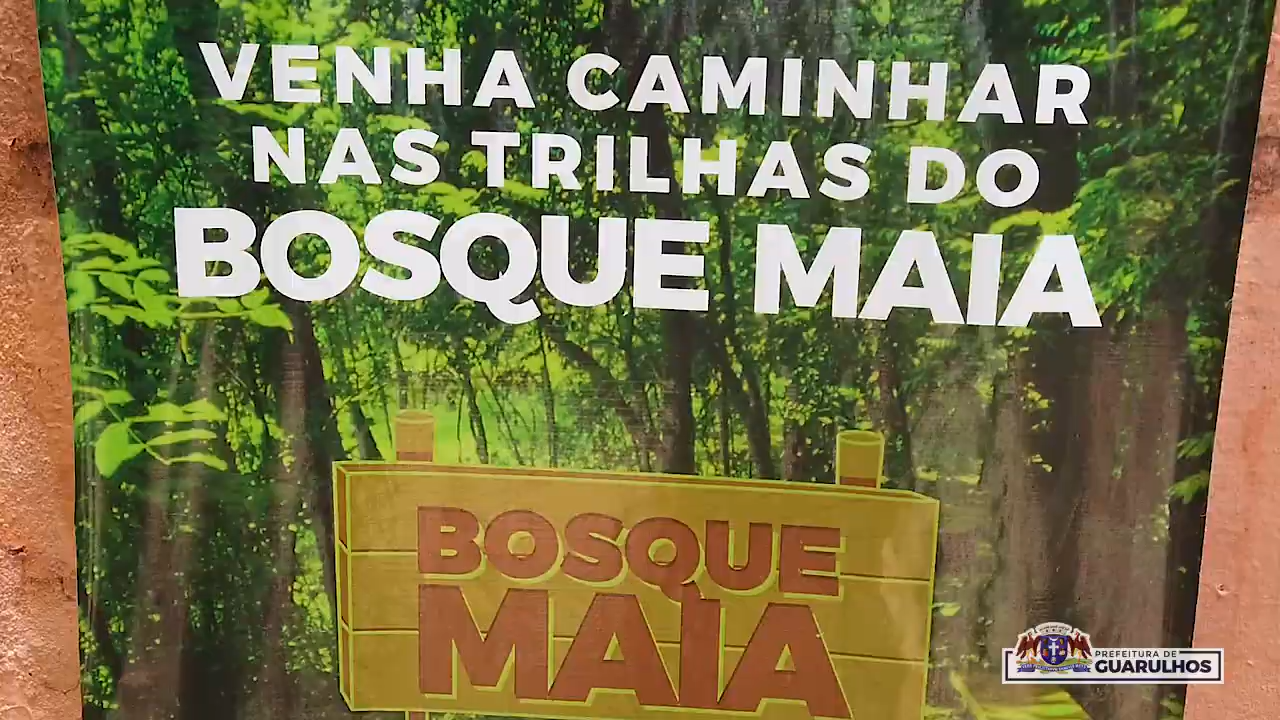 VENHA CAMINHAR
NAS TRILHAS DO
BOSQUE MAIA
BOSQUE
MAIA
PREFEITURA DE
GUARULHOS